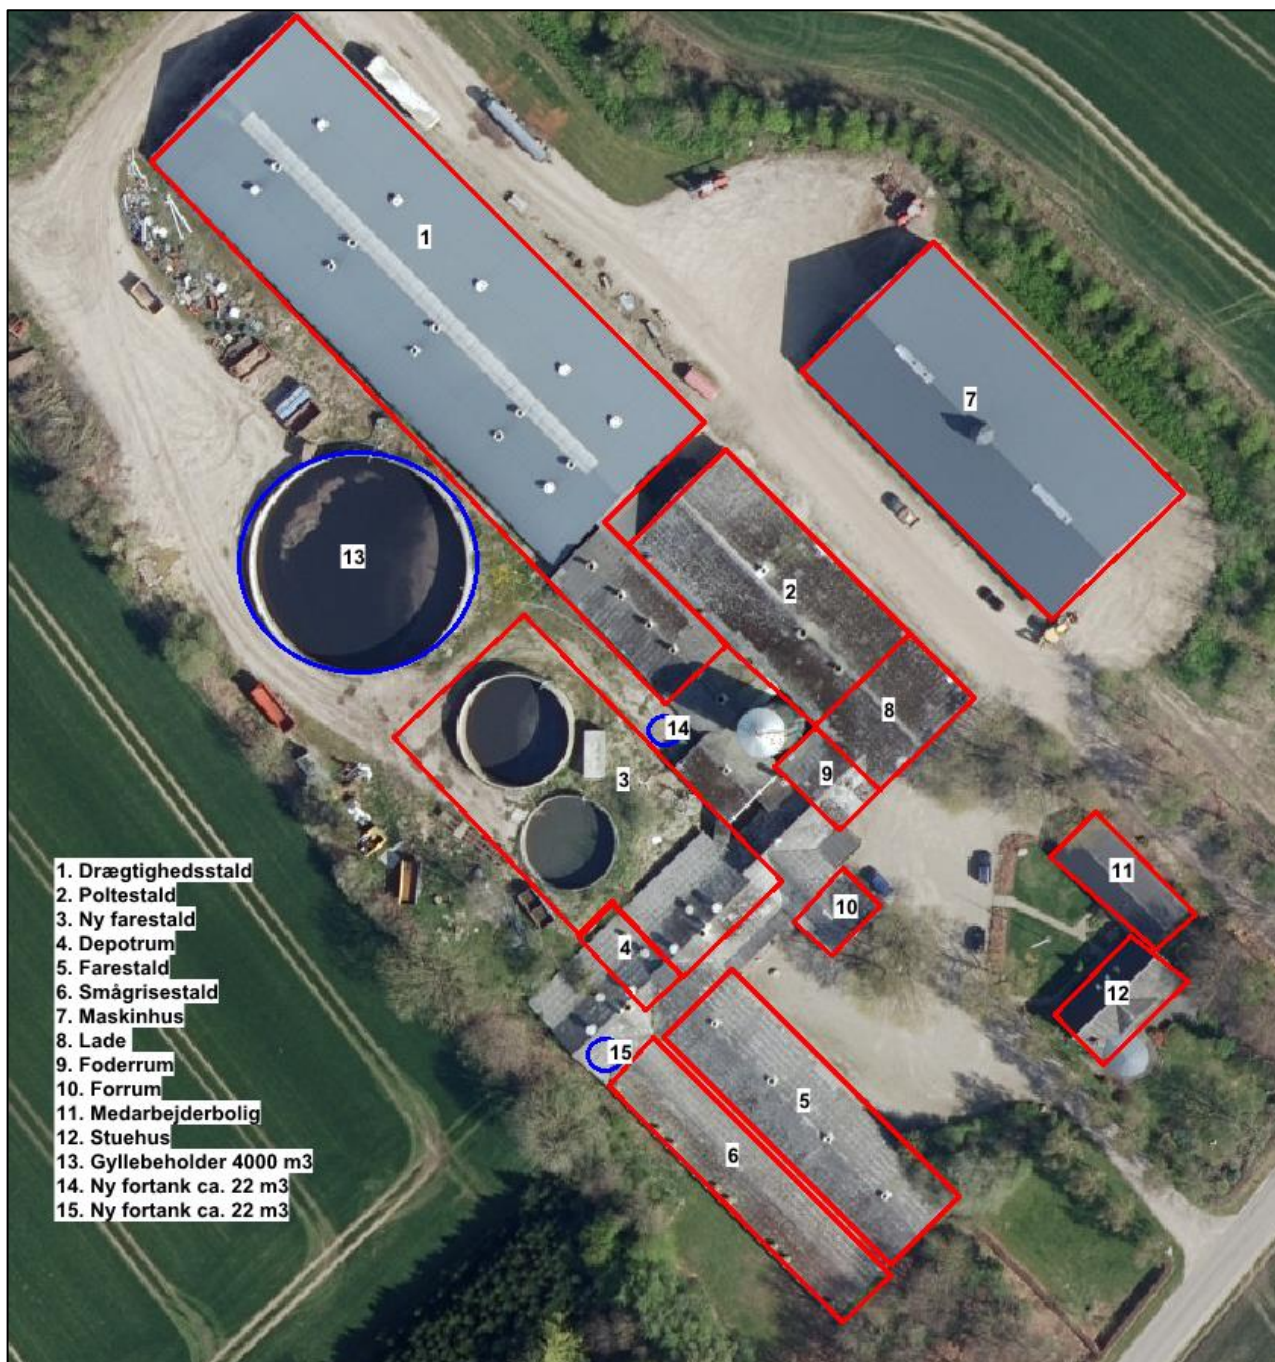 1
7
13
2
8
14
9
3
11
10
4
12
15
5
6
1. Drægtighedsstald
2. Poltestald
3. Ny farestald
4. Depotrum
5. Farestald
6. Smågrisestald
7. Maskinhus
8. Lade
9. Foderrum
10. Forrum
11. Medarbejderbolig
12. Stuehus
13. Gyllebeholder 4000 m3
14. Ny fortank ca. 22 m3
15. Ny fortank ca. 22 m3